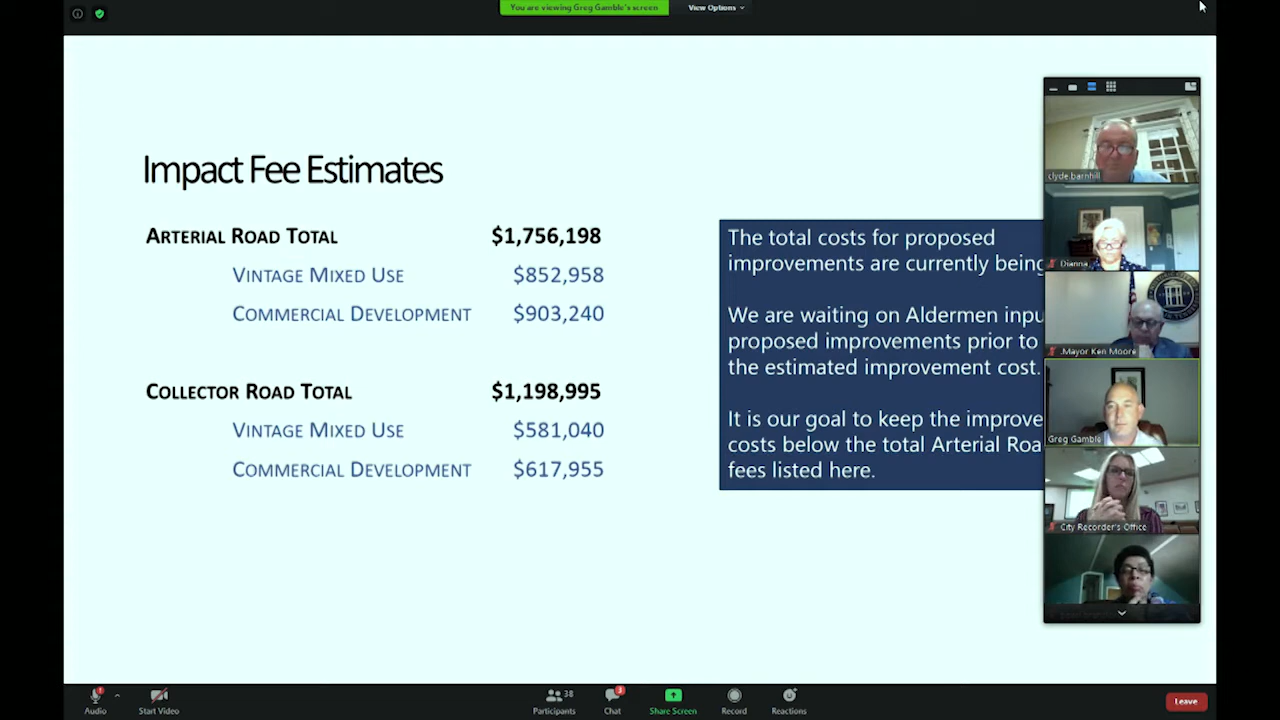 You are viewing Greg Gamble's screen
View Options
Impact Fee Estimates
ARTERIAL ROAD TOTAL $1,756,198
VINTAGE MIXED USE $852,958
COMMERCIAL DEVELOPMENT $903,240
COLLECTOR ROAD TOTAL $1,198,995
VINTAGE MIXED USE $581,040
COMMERCIAL DEVELOPMENT $617,955
The total costs for proposed
improvements are currently being
We are waiting on Aldermen inpu
proposed improvements prior to
the estimated improvement cost.
It is our goal to keep the improve
costs below the total Arterial Roa
fees listed here.
clyde.barnhill
Dianna
.Mayor Ken Moore
Greg Gamble
City Recorder's Office
Audio
Start Video
Participants 38
Chat 3
Share Screen
Record
Reactions
Leave